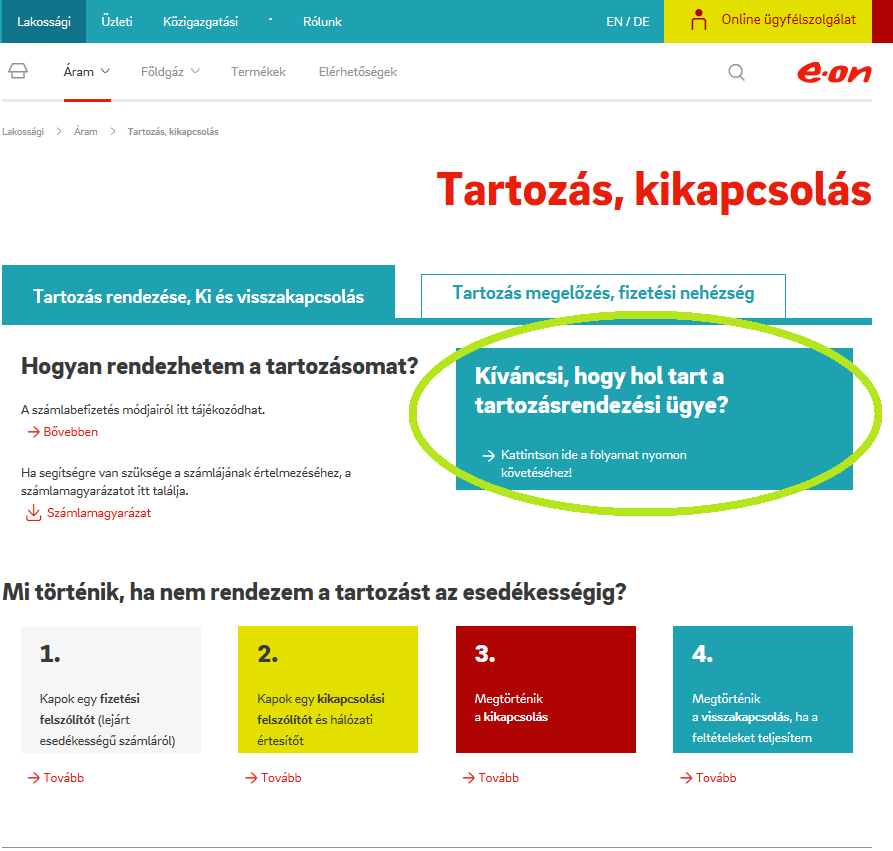 Lakossági Üzleti Közigazgatási Rólunk EN / DE Online ügyfélszolgálat
Áram Földgáz Termékek Elérhetőségek e·on
Lakossági > Áram > Tartozás, kikapcsolás
Tartozás, kikapcsolás
Tartozás rendezése, Ki és visszakapcsolás
Tartozás megelőzés, fizetési nehézség
Hogyan rendezhetem a tartozásomat?
A számlabefizetés módjairól itt tájékozódhat.
→ Bővebben
Ha segítségre van szüksége a számlájának értelmezéséhez, a
számlamagyarázatot itt találja.
Számlamagyarázat
Kíváncsi, hogy hol tart a
tartozásrendezési ügye?
→ Kattintson ide a folyamat nyomon
követéséhez!
Mi történik, ha nem rendezem a tartozást az esedékességig?
1.
Kapok egy fizetési
felszólítót (lejárt
esedékességű számláról)
→ Tovább
2.
Kapok egy kikapcsolási
felszólítót és hálózati
értesítőt
→ Tovább
3.
Megtörténik
a kikapcsolás
→ Tovább
4.
Megtörténik
a visszakapcsolás, ha a
feltételeket teljesítem
→ Tovább